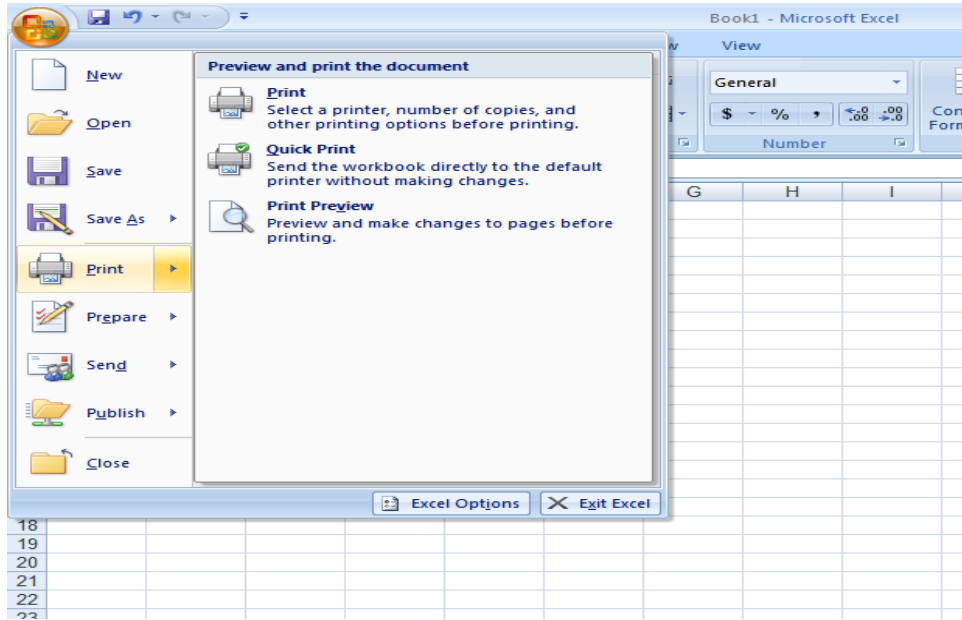 Book1 - Microsoft Excel
View
New
Open
Save
Save As
Print
Prepare
Send
Publish
Close
Preview and print the document
Print
Select a printer, number of copies, and
other printing options before printing.
Quick Print
Send the workbook directly to the default
printer without making changes.
Print Preview
Preview and make changes to pages before
printing.
Excel Options
Exit Excel
General
$ % , .00 .00
Number
G H I
18
19
20
21
22
23